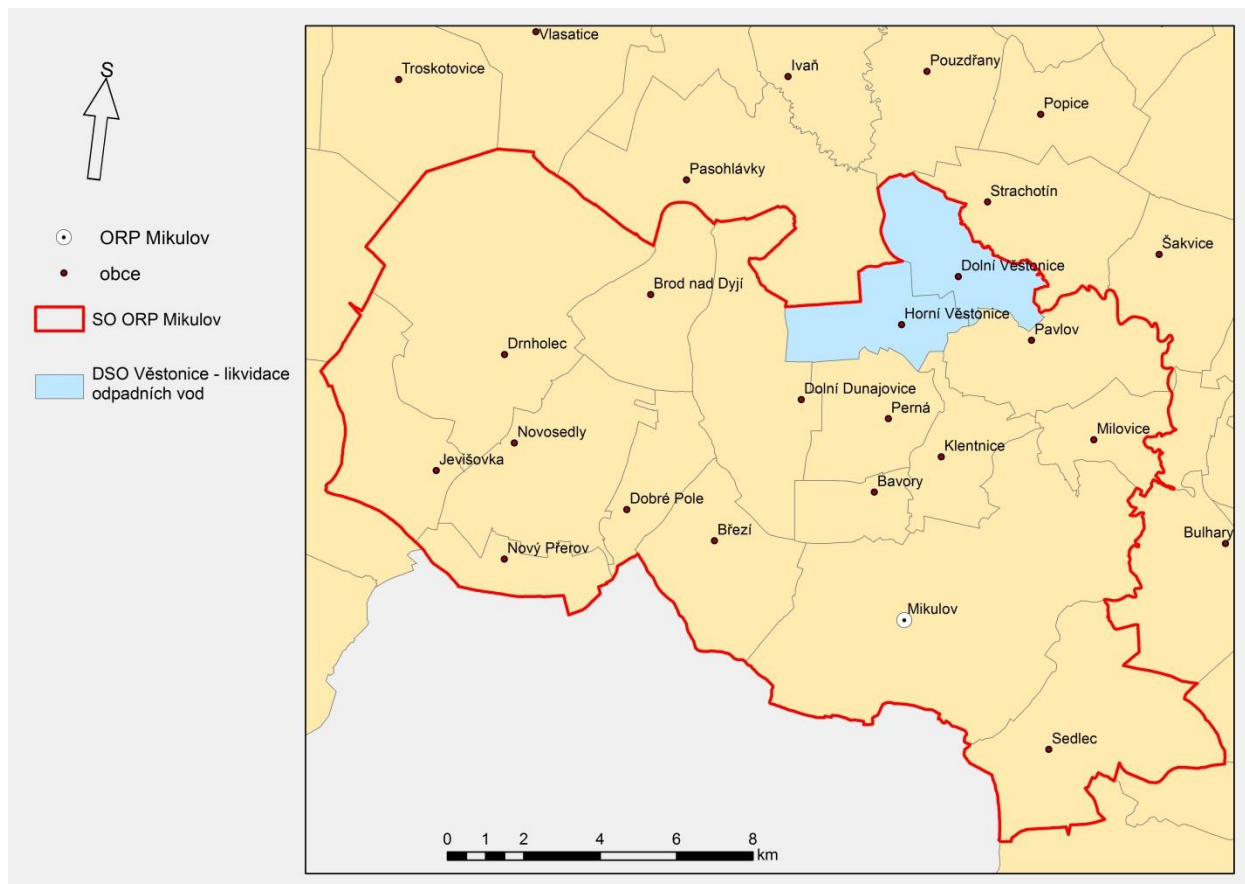 S
ORP Mikulov
obce
SO ORP Mikulov
DSO Věstonice - likvidace
odpadních vod
Vlasatice
Troskotovice
Ivaň
Pouzdřany
Popice
Pasohlávky
Strachotín
Šakvice
Dolní Věstonice
Brod nad Dyjí
Horní Věstonice
Pavlov
Drnholec
Dolní Dunajovice
Perná
Milovice
Novosedly
Klentnice
Jevišovka
Bavory
Dobré Pole
Březí
Bulhary
Nový Přerov
Mikulov
Sedlec
0 1 2 4 6 8
km